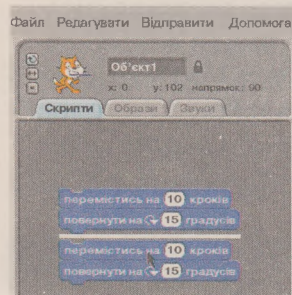 Файл Редагувати Відправити Допомога
Об'єкт1
x: 0 y: 102 напрямок: 90
Скрипти Образи Звуки
перемістись на 10 кроків
повернути на 15 градусів
перемістись на 10 кроків
повернути на 15 градусів